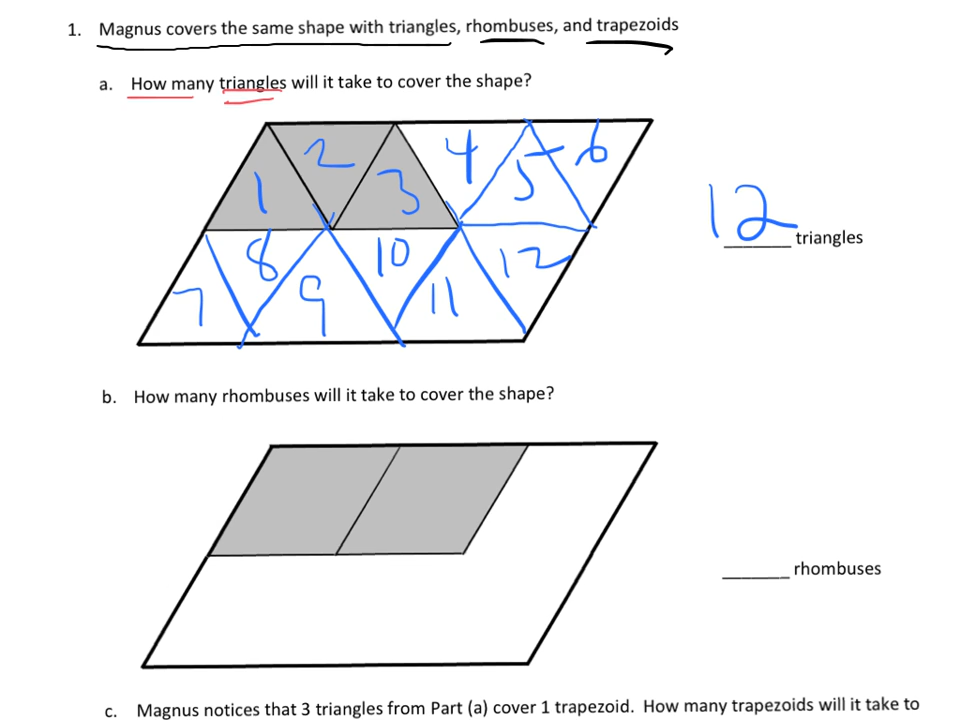 1. Magnus covers the same shape with triangles, rhombuses, and trapezoids
a. How many triangles will it take to cover the shape?
1 2 3 4 5 6
12 triangles
7 8 9 10 11 12
b. How many rhombuses will it take to cover the shape?
______ rhombuses
c. Magnus notices that 3 triangles from Part (a) cover 1 trapezoid. How many trapezoids will it take to